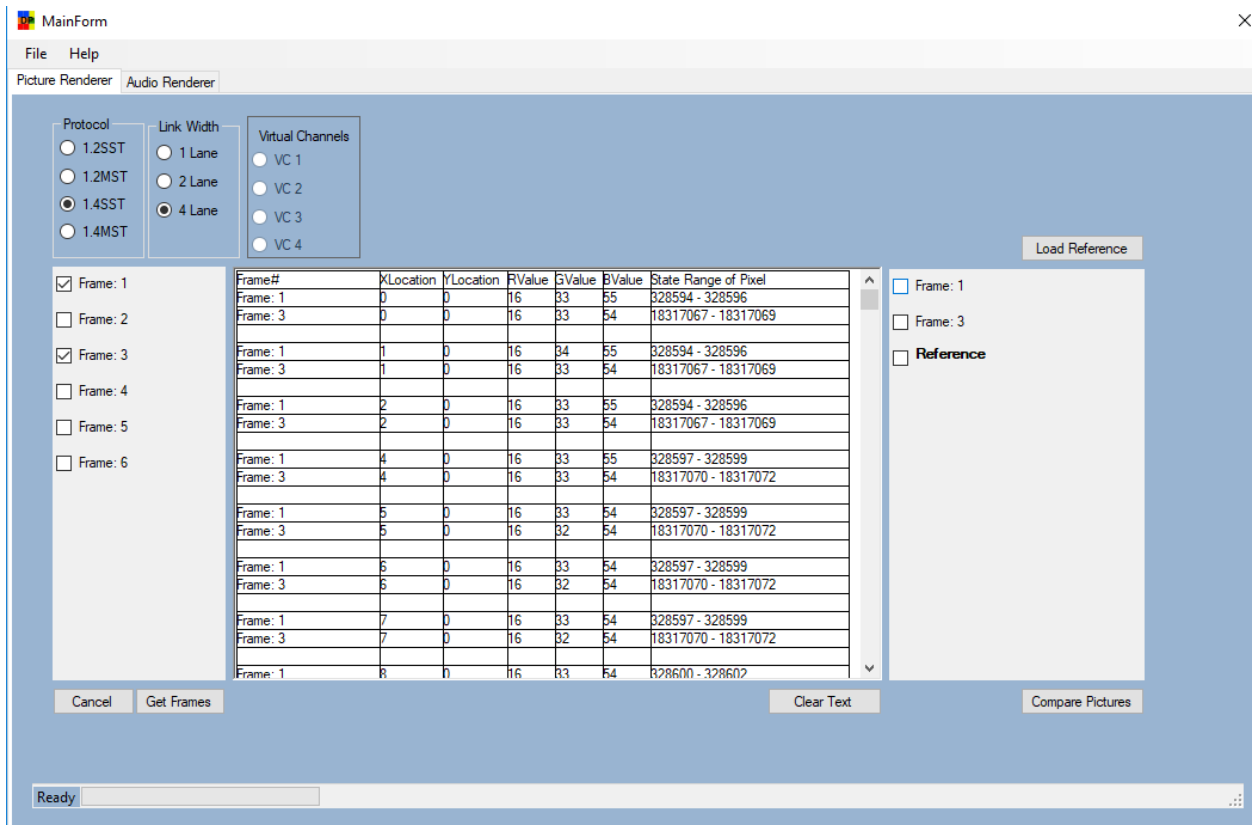 DP MainForm
File Help
Picture Renderer Audio Renderer
Protocol
1.2SST
1.2MST
1.4SST
1.4MST
Link Width
1 Lane
2 Lane
4 Lane
Virtual Channels
VC 1
VC 2
VC 3
VC 4
Load Reference
Frame: 1
Frame: 2
Frame: 3
Frame: 4
Frame: 5
Frame: 6
Frame# XLocation YLocation RValue GValue BValue State Range of Pixel
Frame: 1 0 0 16 33 55 328594 - 328596
Frame: 3 0 0 16 33 54 18317067 - 18317069
Frame: 1 1 0 16 34 55 328594 - 328596
Frame: 3 1 0 16 33 54 18317067 - 18317069
Frame: 1 2 0 16 33 55 328594 - 328596
Frame: 3 2 0 16 33 54 18317067 - 18317069
Frame: 1 4 0 16 33 55 328597 - 328599
Frame: 3 4 0 16 33 54 18317070 - 18317072
Frame: 1 5 0 16 33 54 328597 - 328599
Frame: 3 5 0 16 32 54 18317070 - 18317072
Frame: 1 6 0 16 33 54 328597 - 328599
Frame: 3 6 0 16 32 54 18317070 - 18317072
Frame: 1 7 0 16 33 54 328597 - 328599
Frame: 3 7 0 16 32 54 18317070 - 18317072
Frame: 1 8 0 16 33 54 328600 - 328602
Frame: 1
Frame: 3
Reference
Cancel Get Frames Clear Text Compare Pictures
Ready